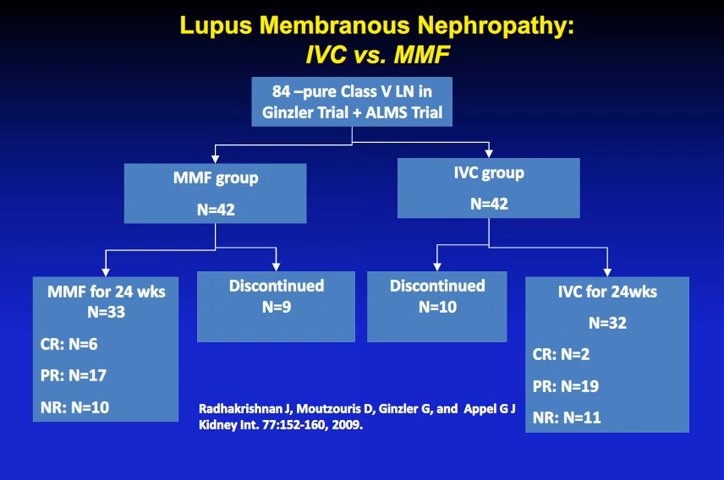 Lupus Membranous Nephropathy:
IVC vs. MMF
84 –pure Class V LN in
Ginzler Trial + ALMS Trial
MMF group
N=42
IVC group
N=42
MMF for 24 wks
N=33
CR: N=6
PR: N=17
NR: N=10
Discontinued
N=9
Discontinued
N=10
IVC for 24wks
N=32
CR: N=2
PR: N=19
NR: N=11
Radhakrishnan J, Moutzouris D, Ginzler G, and Appel G J
Kidney Int. 77:152-160, 2009.